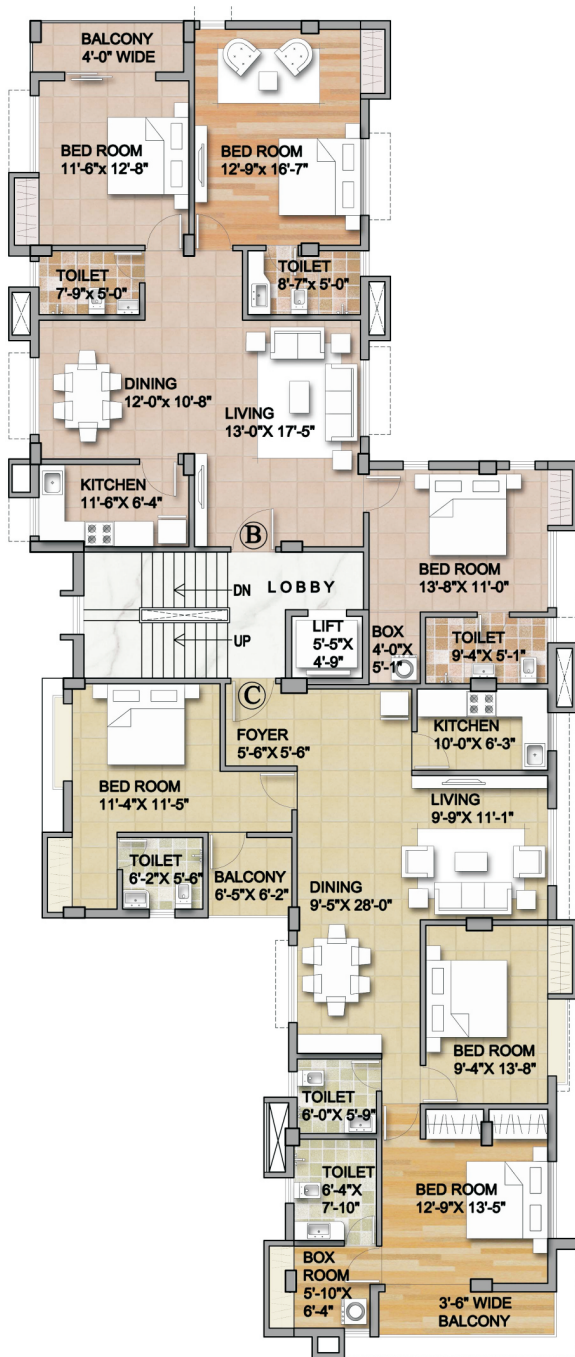 BALCONY
4'-0" WIDE
BED ROOM
11'-6"x 12'-8"
BED ROOM
12'-9"x 16'-7"
TOILET
7'-9"x 5'-0"
TOILET
8'-7"x 5'-0"
DINING
12'-0"x 10'-8"
LIVING
13'-0"X 17'-5"
KITCHEN
11'-6"X 6'-4"
B
BED ROOM
13'-8"X 11'-0"
DN
LOBBY
UP
LIFT
5'-5"X
4'-9"
BOX
4'-0"X
5'-1"
TOILET
9'-4"X 5'-1"
C
FOYER
5'-6"X 5'-6"
KITCHEN
10'-0"X 6'-3"
BED ROOM
11'-4"X 11'-5"
LIVING
9'-9"X 11'-1"
TOILET
6'-2"X 5'-6"
BALCONY
6'-5"X 6'-2"
DINING
9'-5"X 28'-0"
BED ROOM
9'-4"X 13'-8"
TOILET
6'-0"X 5'-9"
TOILET
6'-4"X
7'-10"
BED ROOM
12'-9"X 13'-5"
BOX
ROOM
5'-10"X
6'-4"
3'-6" WIDE
BALCONY